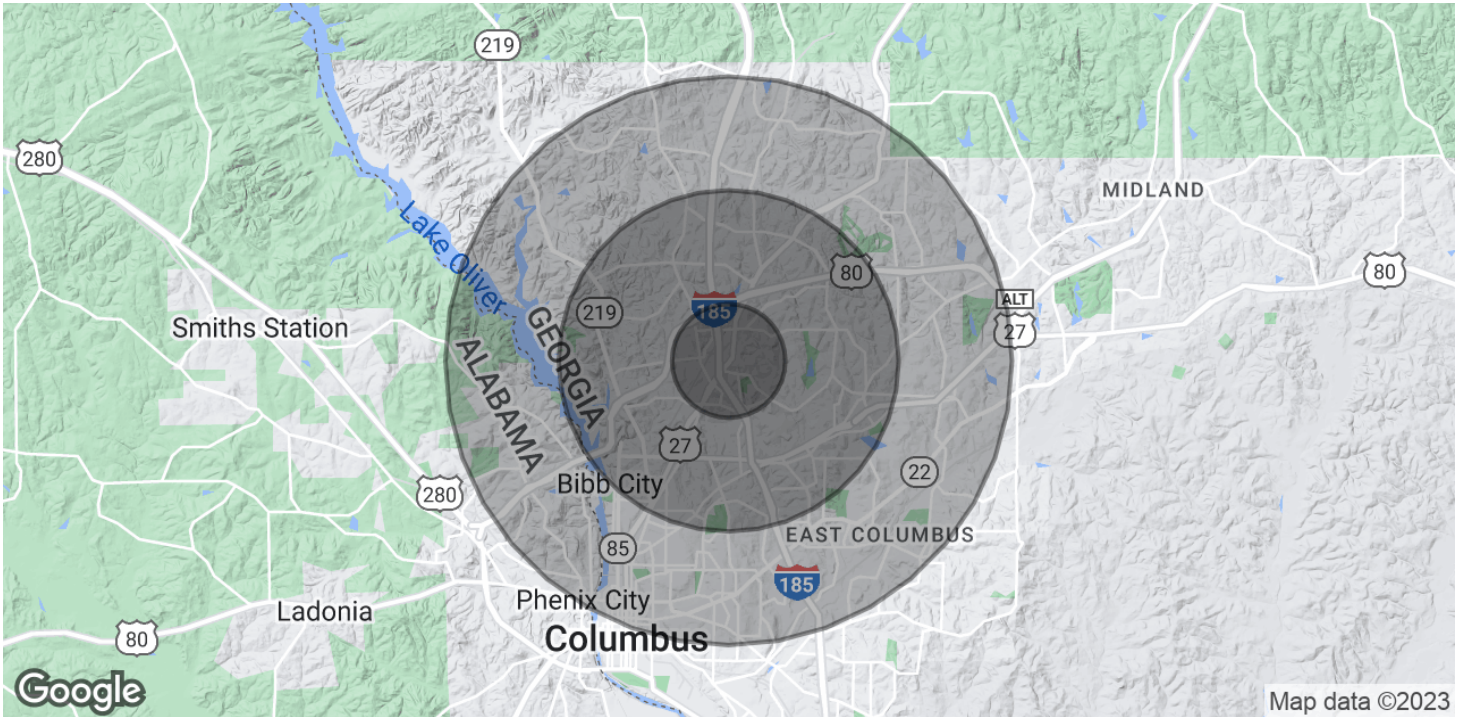 219
280
MIDLAND
Lake Oliver
80
80
ALT
27
219
185
GEORGIA
Smiths Station
ALABAMA
27
22
Bibb City
280
EAST COLUMBUS
85
185
Phenix City
Ladonia
80
Columbus
Google
Map data ©2023